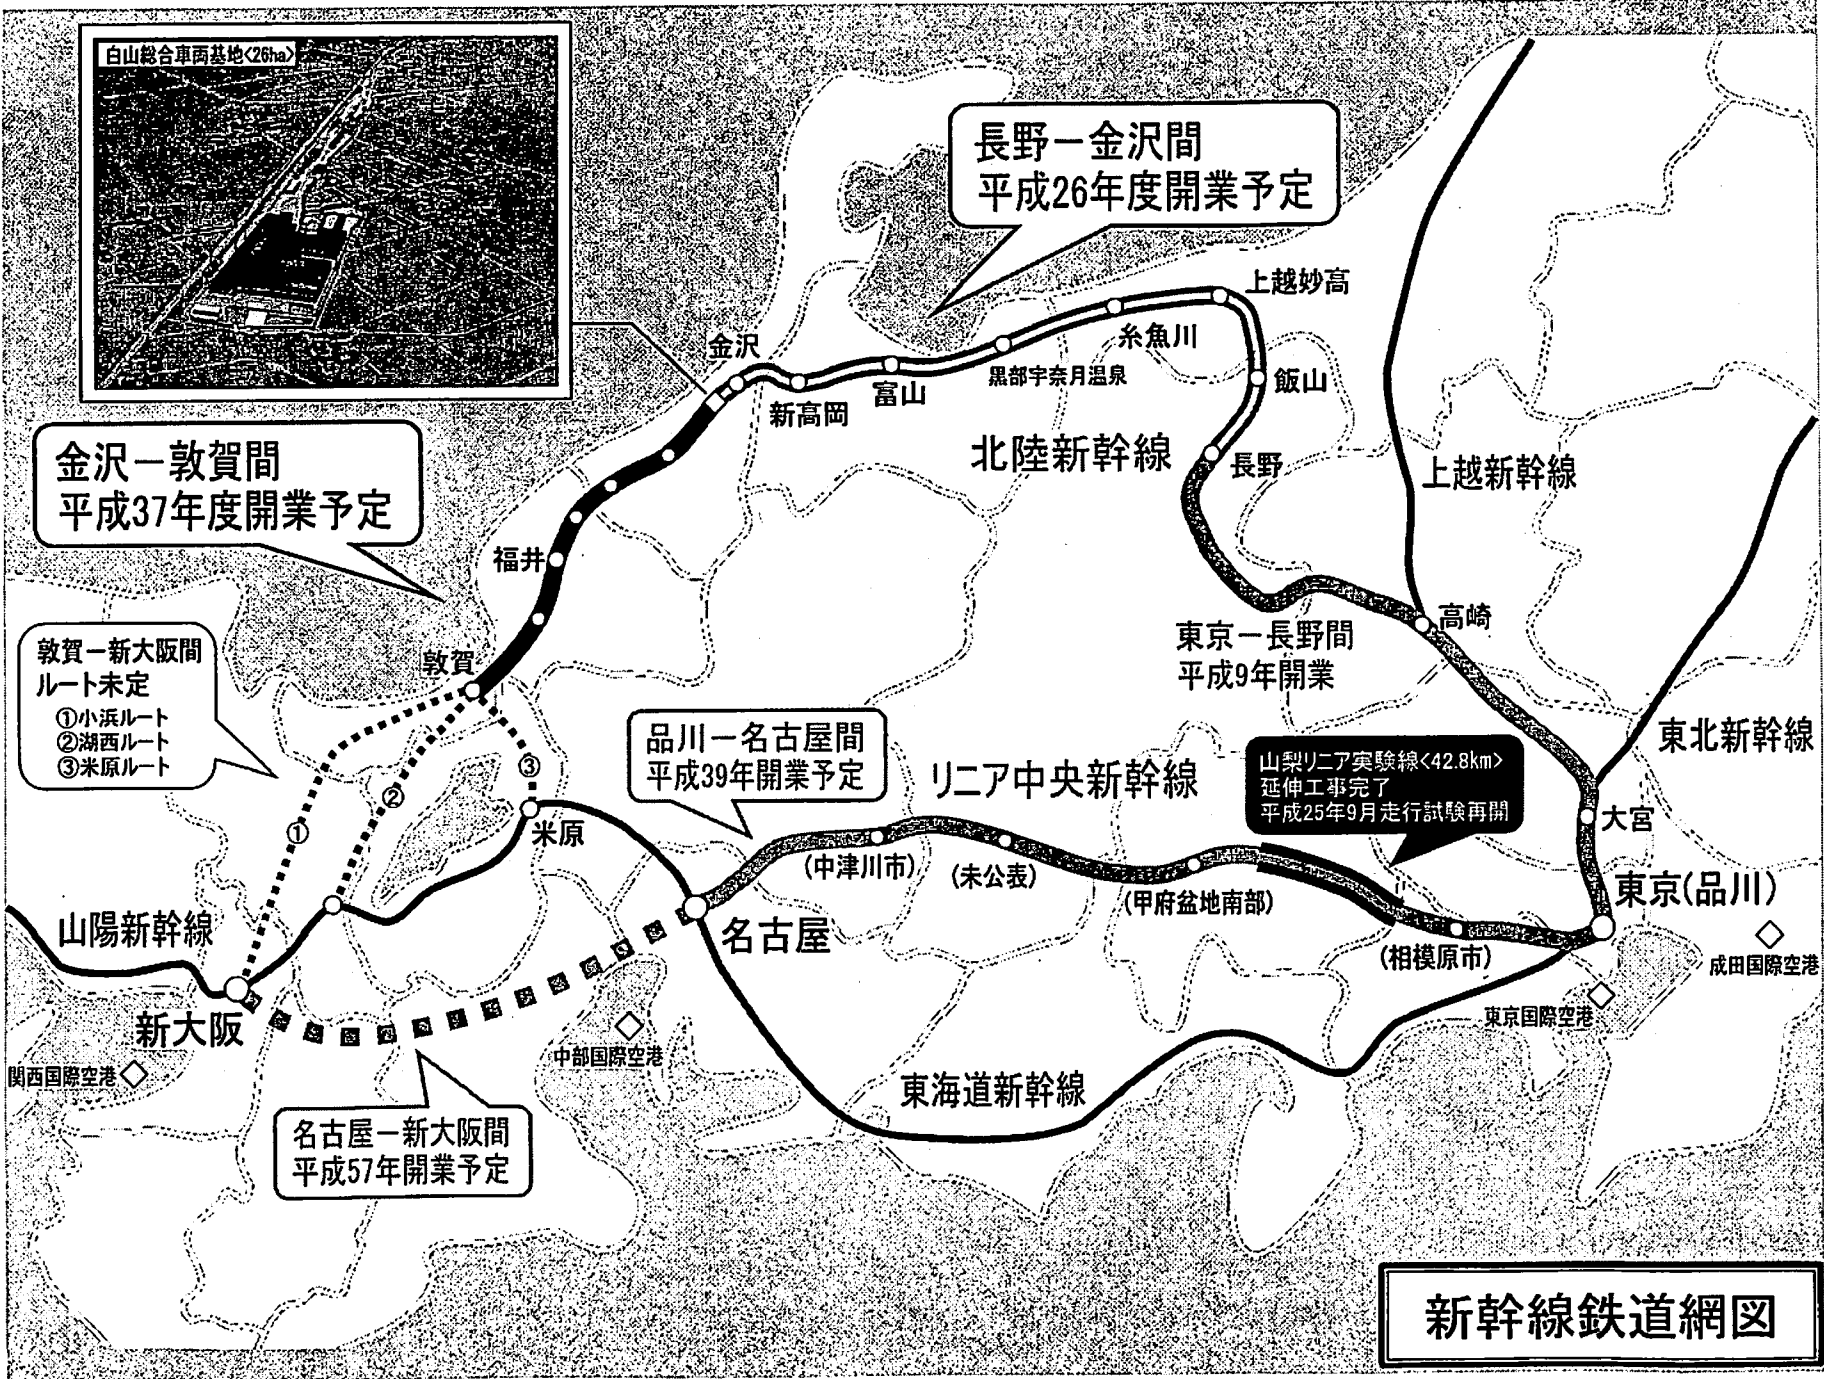 白山総合車両基地<26ha>
長野－金沢間
平成26年度開業予定
上越妙高
糸魚川
金沢
黒部宇奈月温泉
飯山
富山
新高岡
北陸新幹線
長野
上越新幹線
金沢－敦賀間
平成37年度開業予定
福井
高崎
東京－長野間
平成9年開業
敦賀－新大阪間
ルート未定
①小浜ルート
②湖西ルート
③米原ルート
敦賀
品川－名古屋間
平成39年開業予定
リニア中央新幹線
山梨リニア実験線<42.8km>
延伸工事完了
平成25年9月走行試験再開
東北新幹線
③
②
①
米原
大宮
(中津川市)
(未公表)
(甲府盆地南部)
東京(品川)
山陽新幹線
名古屋
(相模原市)
成田国際空港
新大阪
東京国際空港
中部国際空港
関西国際空港
東海道新幹線
名古屋－新大阪間
平成57年開業予定
新幹線鉄道網図